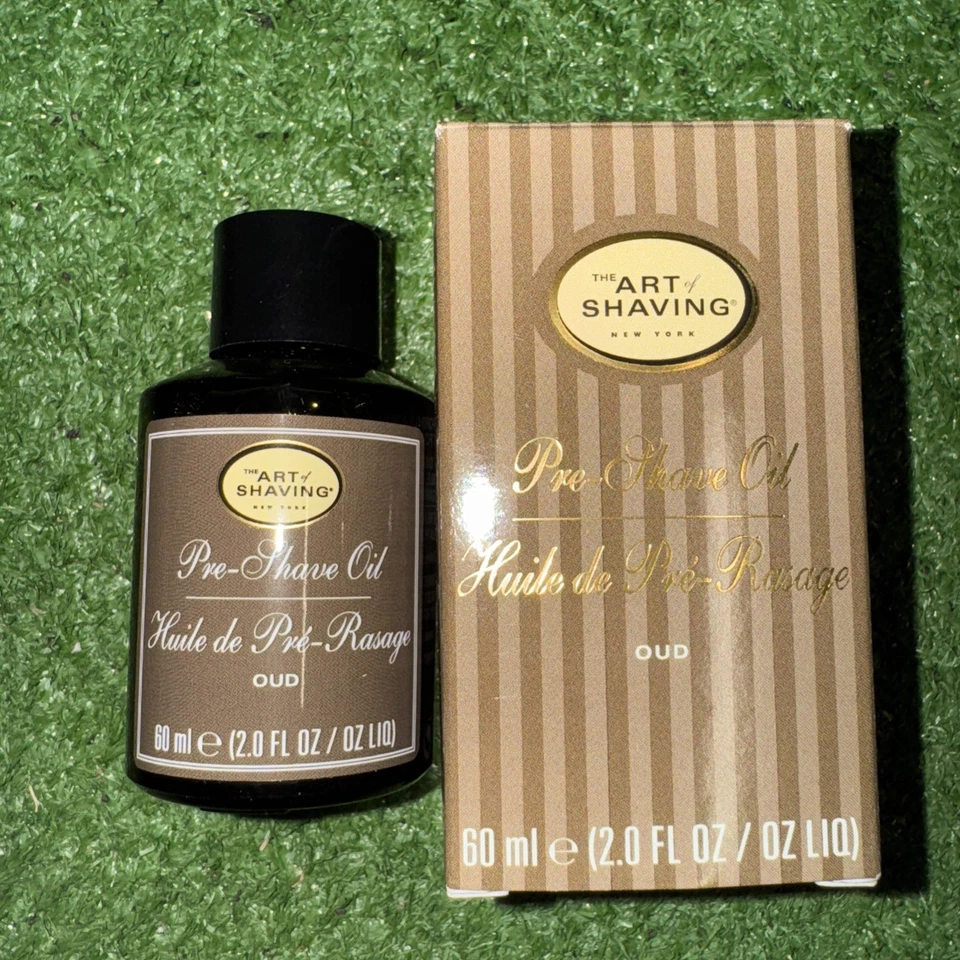 THE ART of
SHAVING®
NEW YORK
Pre-Shave Oil
Huile de Pré-Rasage
OUD
60 ml ℮ (2.0 FL OZ / OZ LIQ)
THE ART of
SHAVING®
NEW YORK
Pre-Shave Oil
Huile de Pré-Rasage
OUD
60 ml ℮ (2.0 FL OZ / OZ LIQ)